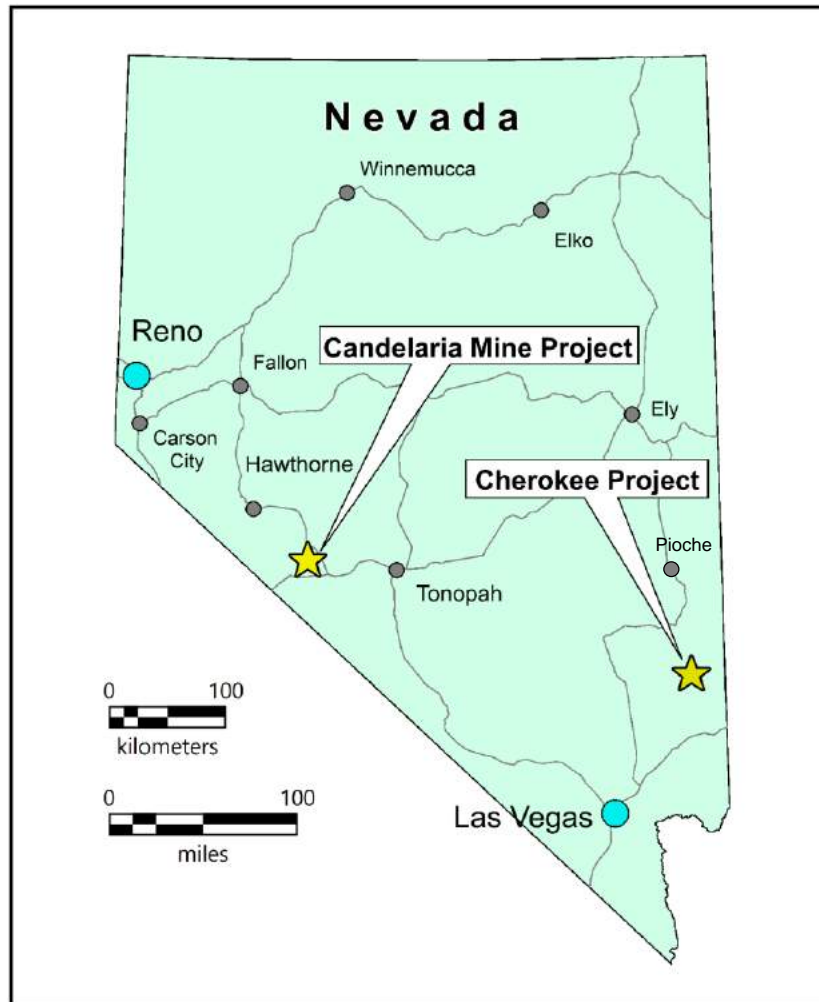 Nevada
Winnemucca
Elko
Reno
Candelaria Mine Project
Fallon
Ely
Carson
City
Hawthorne
Cherokee Project
Pioche
Tonopah
0 100
kilometers
0 100
miles
Las Vegas